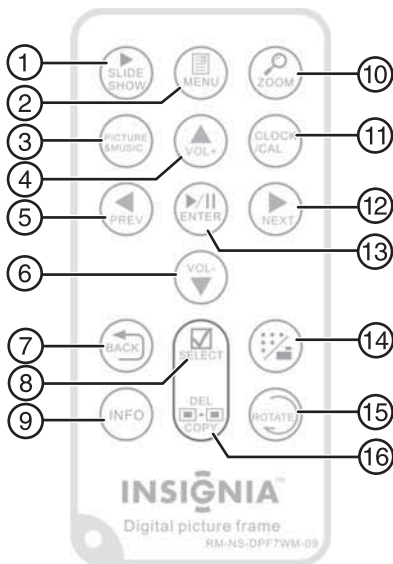 1
SLIDE
SHOW
2
MENU
ZOOM
10
3
PICTURE
&MUSIC
4
VOL+
CLOCK
/CAL
11
5
PREV
ENTER
NEXT
12
13
6
VOL-
7
BACK
8
SELECT
14
9
INFO
DEL
COPY
ROTATE
15
16
INSIGNIA™
Digital picture frame
RM-NS-DPF7WM-09